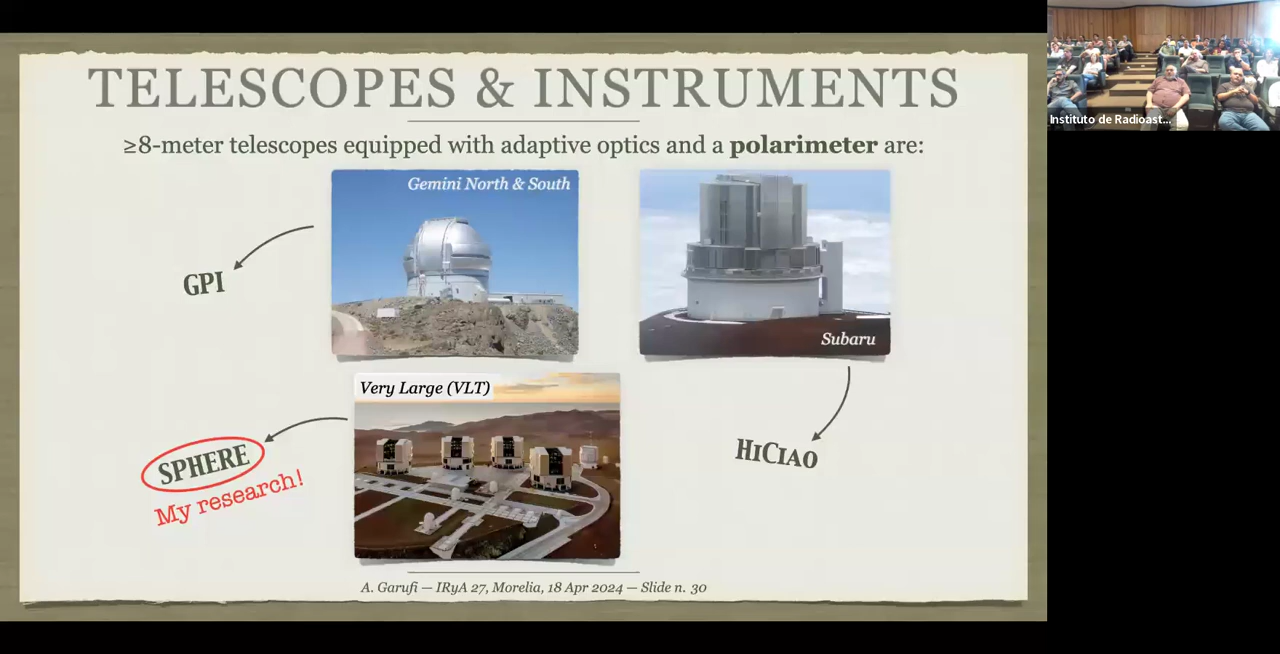 TELESCOPES & INSTRUMENTS
≥8-meter telescopes equipped with adaptive optics and a polarimeter are:
Gemini North & South
GPI
Subaru
Very Large (VLT)
SPHERE
My research!
HiCIAO
A. Garufi — IRyA 27, Morelia, 18 Apr 2024 — Slide n. 30
Instituto de Radioast...